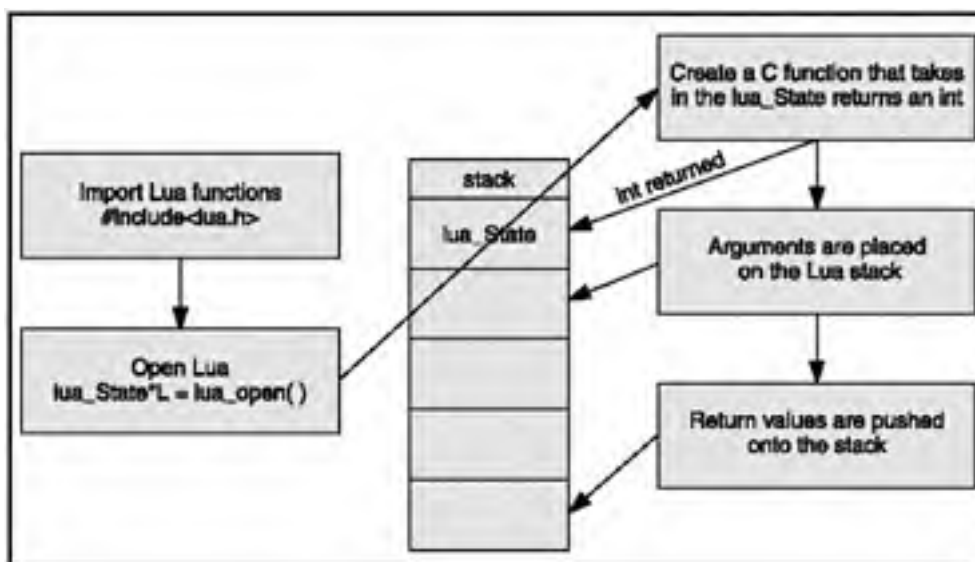 Import Lua functions
#include<lua.h>
Open Lua
lua_State*L = lua_open( )
stack
lua_State
int returned
Create a C function that takes
in the lua_State returns an int
Arguments are placed
on the Lua stack
Return values are pushed
onto the stack